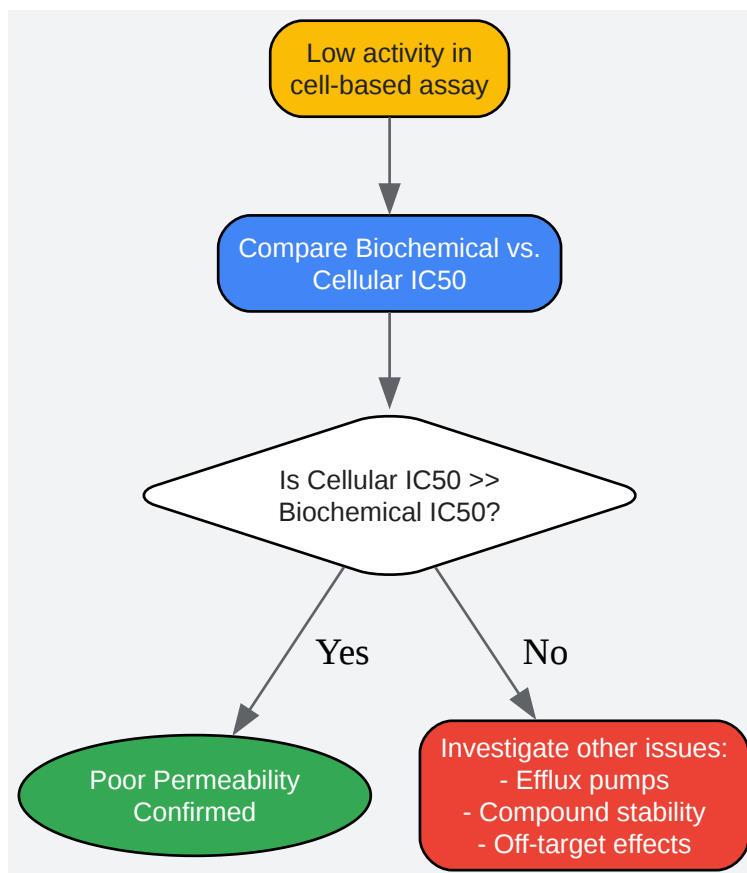 Low activity in
cell-based assay
Compare Biochemical vs.
Cellular IC50
Is Cellular IC50 >>
Biochemical IC50?
Yes
No
Poor Permeability
Confirmed
Investigate other issues:
- Efflux pumps
- Compound stability
- Off-target effects